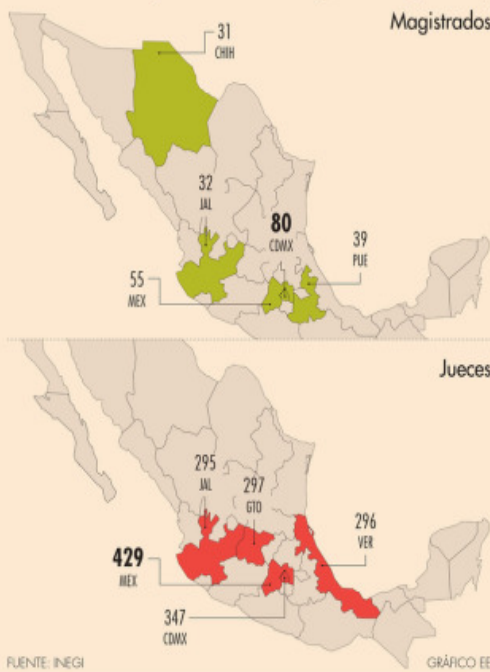 Magistrados
31
CHIH
32
JAL
80
CDMX
39
PUE
55
MEX
Jueces
295
JAL
297
GTO
296
VER
429
MEX
347
CDMX
FUENTE: INEGI
GRÁFICO EE